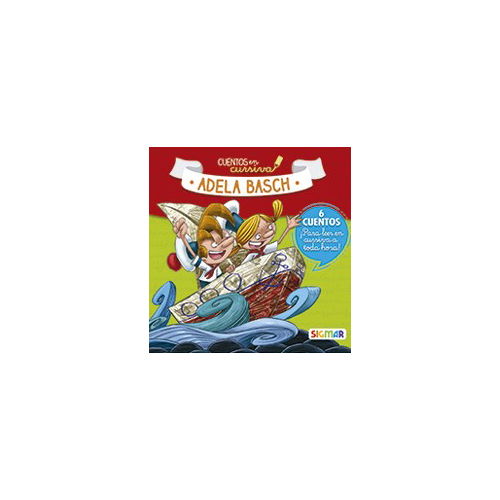 CUENTOS en
cursiva
• ADELA BASCH •
6
CUENTOS
¡Para leer en
cursiva a
toda hora!
SIGMAR